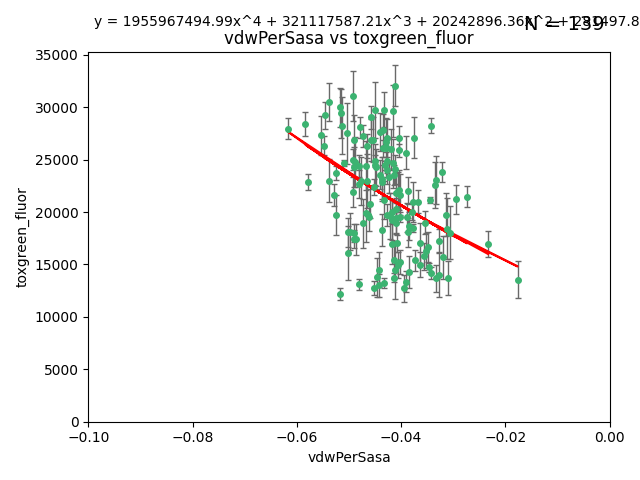 y = 1955967494.99x^4 + 321117587.21x^3 + 20242896.36x^2 +
N = 139
vdwPerSasa vs toxgreen_fluor
35000
30000
25000
20000
15000
10000
5000
0
toxgreen_fluor
−0.10 −0.08 −0.06 −0.04 −0.02 0.00
vdwPerSasa